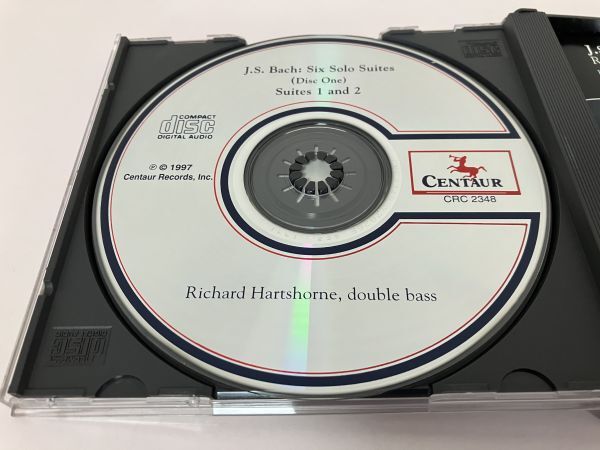 J.S. Bach: Six Solo Suites
(Disc One)
Suites 1 and 2
COMPACT
disc
DIGITAL AUDIO
℗ © 1997
Centaur Records, Inc.
CENTAUR
CRC 2348
Richard Hartshorne, double bass